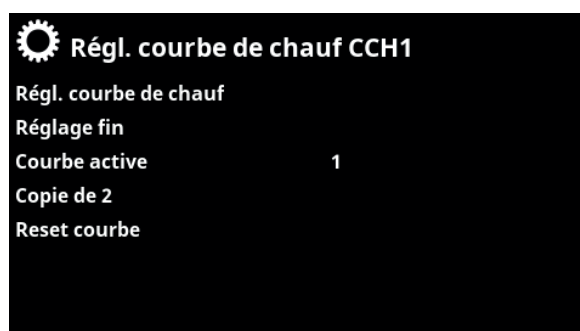 Régl. courbe de chauf CCH1
Régl. courbe de chauf
Réglage fin
Courbe active 1
Copie de 2
Reset courbe